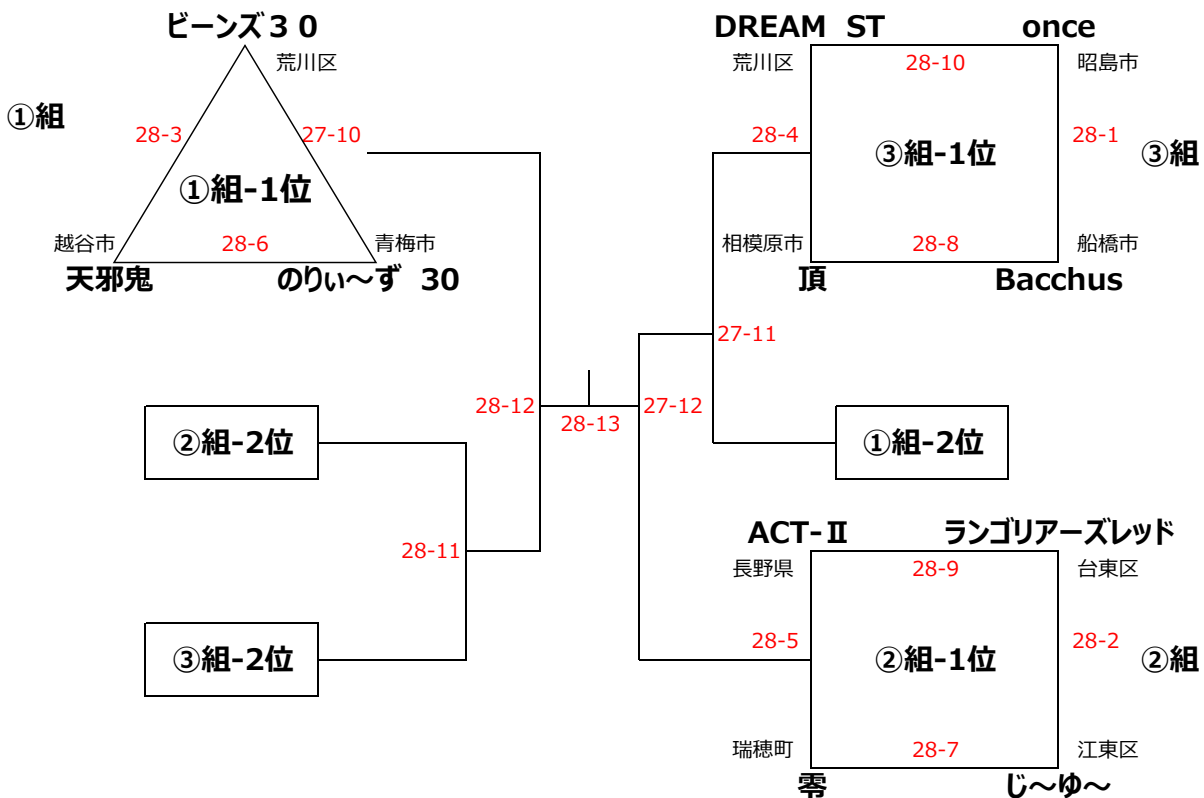 ビーンズ３０
荒川区
①組
28-3
27-10
①組-1位
越谷市
28-6
青梅市
天邪鬼
のりぃ～ず 30
DREAM ST
once
荒川区
28-10
昭島市
28-4
③組-1位
28-1
③組
相模原市
28-8
船橋市
頂
Bacchus
27-11
28-12
28-13
27-12
②組-2位
①組-2位
28-11
③組-2位
ACT-Ⅱ
ランゴリアーズレッド
長野県
28-9
台東区
28-5
②組-1位
28-2
②組
瑞穂町
28-7
江東区
零
じ～ゆ～